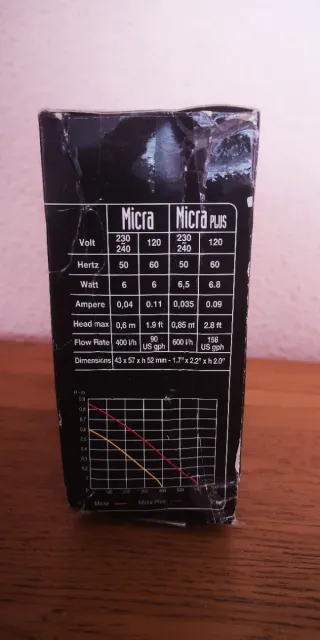 Micra Micra PLUS
Volt 230 240 120 230 240 120
Hertz 50 60 50 60
Watt 6 6 6,5 6.8
Ampere 0,04 0.11 0,035 0.09
Head max 0,6 m 1.9 ft 0,85 mt 2.8 ft
Flow Rate 400 l/h 90 US gph 600 l/h 158 US gph
Dimensions 43 x 57 x h 52 mm - 1.7" x 2.2" x h 2.0"
Micra Micra Plus